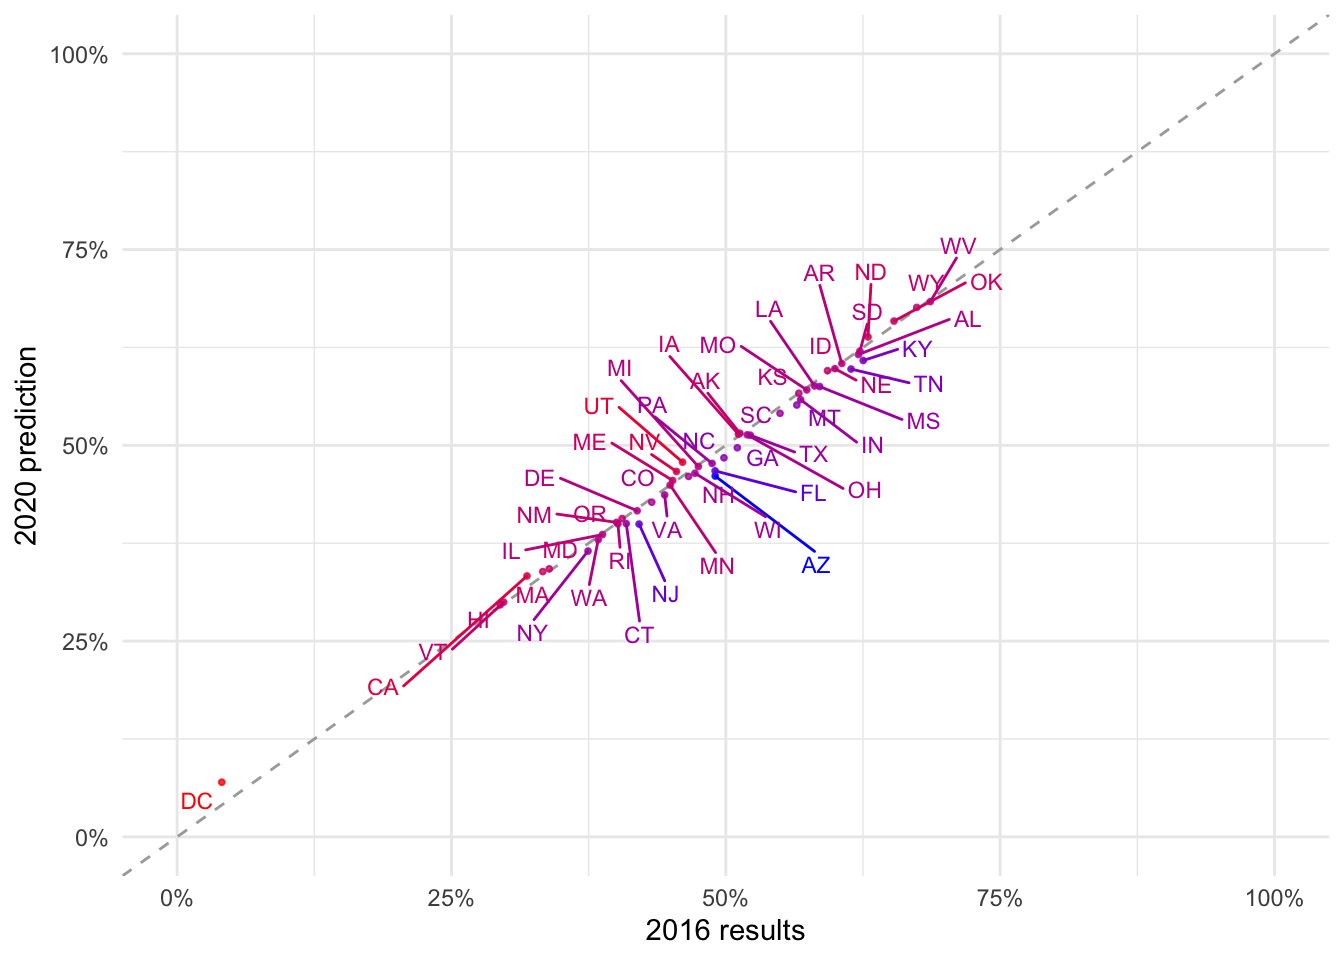 100%
75%
50%
25%
0%
2020 prediction
WV
AR
ND
WY
OK
LA
SD
AL
IA
MO
ID
KY
MI
AK
KS
NE
TN
UT
PA
SC
MT
MS
ME
NV
NC
IN
GA
TX
DE
CO
OH
NH
FL
NM
OR
VA
WI
IL
MD
RI
MN
AZ
MA
WA
NJ
HI
NY
CT
VT
CA
DC
0%
25%
50%
75%
100%
2016 results